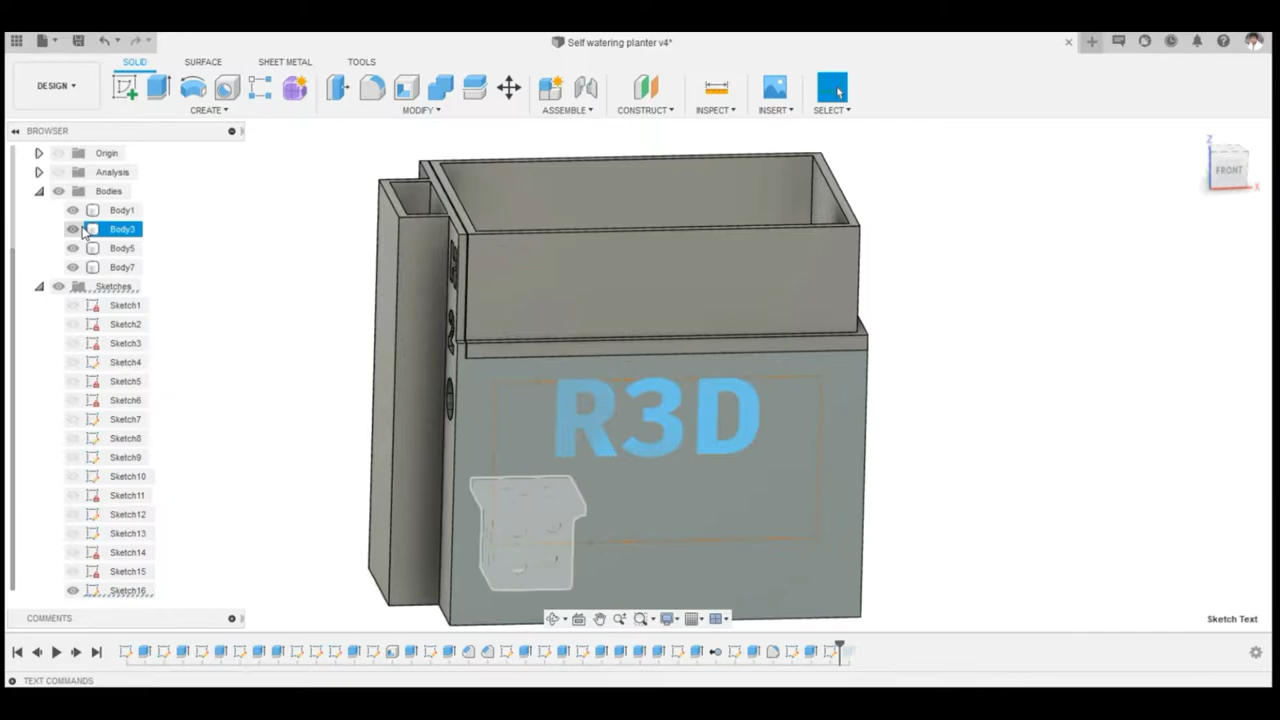 Self watering planter v4*
SOLID SURFACE SHEET METAL TOOLS
DESIGN
CREATE MODIFY ASSEMBLE CONSTRUCT INSPECT INSERT SELECT
BROWSER
Origin
Analysis
Bodies
Body1
Body3
Body5
Body7
Sketches
Sketch1
Sketch2
Sketch3
Sketch4
Sketch5
Sketch6
Sketch7
Sketch8
Sketch9
Sketch10
Sketch11
Sketch12
Sketch13
Sketch14
Sketch15
Sketch16
Z
FRONT
X
R3D
COMMENTS
Sketch Text
TEXT COMMANDS